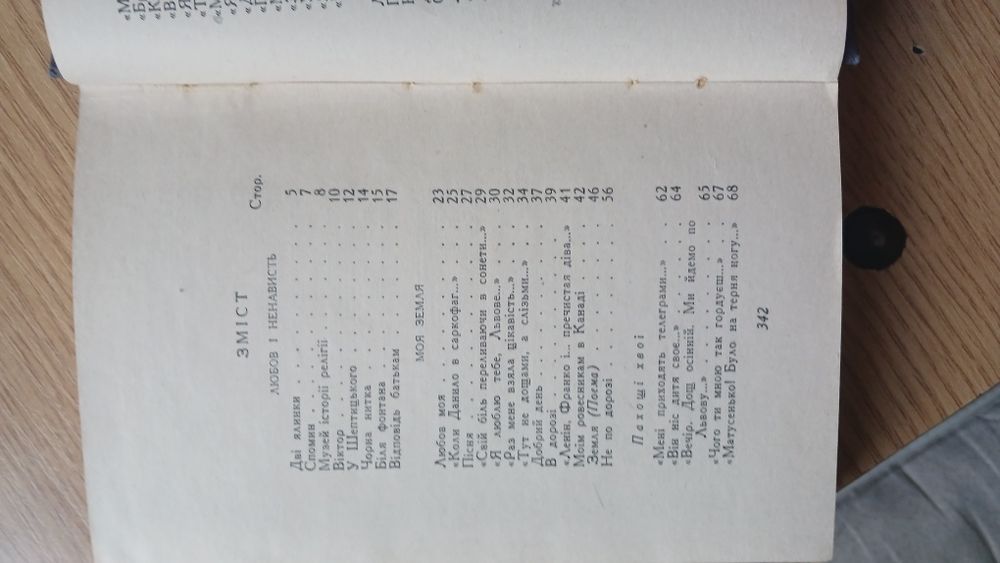 ЗМІСТ
Стор.
ЛЮБОВ І НЕНАВИСТЬ
Дві ялинки . . . . . . . . . . 5
Спомин . . . . . . . . . . 7
Музей історії релігії . . . . . . . 8
Віктор . . . . . . . . . . 10
У Шептицького . . . . . . . . 12
Чорна нитка . . . . . . . . . 14
Біля фонтана . . . . . . . . . 15
Відповідь батькам . . . . . . . 17
МОЯ ЗЕМЛЯ
Любов моя . . . . . . . . . 23
«Коли Данило в саркофаг...» . . . . 25
Пісня . . . . . . . . . . 27
«Свій біль переливаючи в сонети...» 29
«Я люблю тебе, Львове...» . . . . 30
«Раз мене взяла цікавість...» . . . 32
«Тут не дощами, а слізьми...» . . 34
Добрий день . . . . . . . . 37
В дорозі . . . . . . . . . 39
«Ленін, Франко і... пречистая діва...» 41
Моїм ровесникам в Канаді . . . . 42
Земля (Поема) . . . . . . . . 46
Не по дорозі . . . . . . . . 56
Пахощі хвої
«Мені приходять телеграми...» . . 62
«Він ніс дитя своє...» . . . . . 64
«Вечір. Дощ осінній. Ми йдемо по
Львову...» . . . . . . . . 65
«Чого ти мною так гордуєш...» . . . 67
«Матусенько! Було на терня ногу...» 68
342